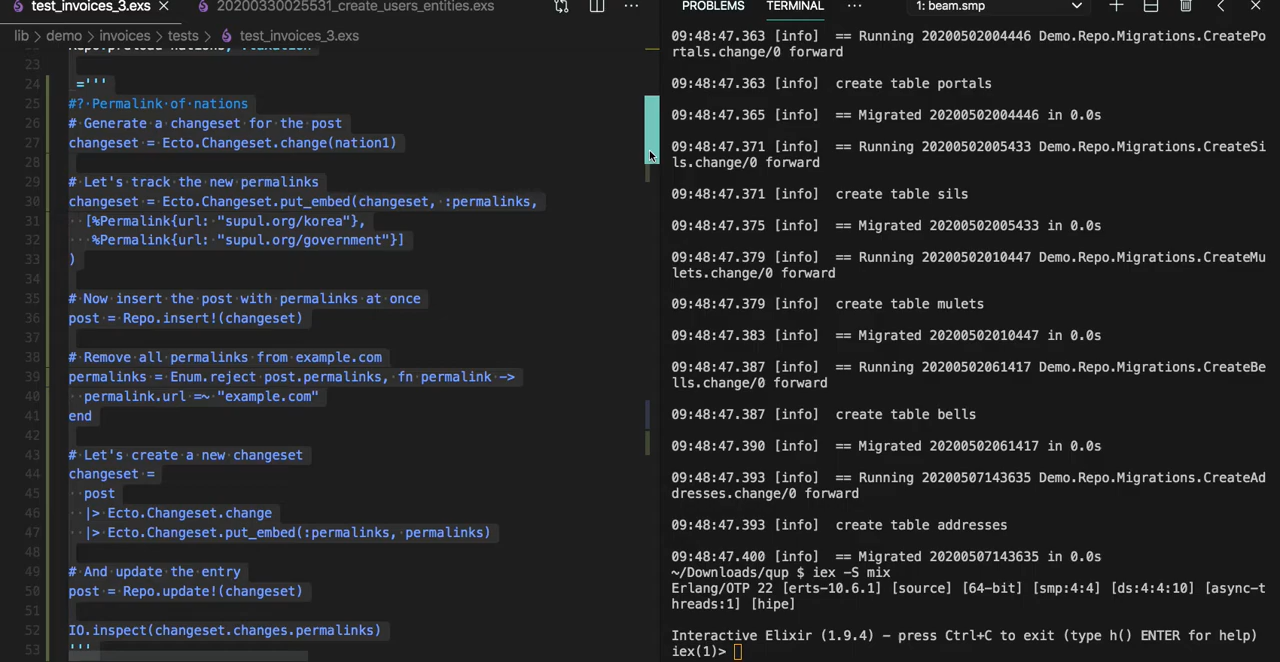 test_invoices_3.exs
20200330025531_create_users_entities.exs
lib > demo > invoices > tests > test_invoices_3.exs
23
24 ='''
25 #? Permalink of nations
26 # Generate a changeset for the post
27 changeset = Ecto.Changeset.change(nation1)
28
29 # Let's track the new permalinks
30 changeset = Ecto.Changeset.put_embed(changeset, :permalinks,
31 [%Permalink{url: "supul.org/korea"},
32 %Permalink{url: "supul.org/government"}]
33 )
34
35 # Now insert the post with permalinks at once
36 post = Repo.insert!(changeset)
37
38 # Remove all permalinks from example.com
39 permalinks = Enum.reject post.permalinks, fn permalink ->
40 permalink.url =~ "example.com"
41 end
42
43 # Let's create a new changeset
44 changeset =
45 post
46 |> Ecto.Changeset.change
47 |> Ecto.Changeset.put_embed(:permalinks, permalinks)
48
49 # And update the entry
50 post = Repo.update!(changeset)
51
52 IO.inspect(changeset.changes.permalinks)
53 '''
PROBLEMS TERMINAL ··· 1: beam.smp
09:48:47.363 [info] == Running 20200502004446 Demo.Repo.Migrations.CreatePo
rtals.change/0 forward
09:48:47.363 [info] create table portals
09:48:47.365 [info] == Migrated 20200502004446 in 0.0s
09:48:47.371 [info] == Running 20200502005433 Demo.Repo.Migrations.CreateSi
ls.change/0 forward
09:48:47.371 [info] create table sils
09:48:47.375 [info] == Migrated 20200502005433 in 0.0s
09:48:47.379 [info] == Running 20200502010447 Demo.Repo.Migrations.CreateMu
lets.change/0 forward
09:48:47.379 [info] create table mulets
09:48:47.383 [info] == Migrated 20200502010447 in 0.0s
09:48:47.387 [info] == Running 20200502061417 Demo.Repo.Migrations.CreateBe
lls.change/0 forward
09:48:47.387 [info] create table bells
09:48:47.390 [info] == Migrated 20200502061417 in 0.0s
09:48:47.393 [info] == Running 20200507143635 Demo.Repo.Migrations.CreateAd
dresses.change/0 forward
09:48:47.393 [info] create table addresses
09:48:47.400 [info] == Migrated 20200507143635 in 0.0s
~/Downloads/qup $ iex -S mix
Erlang/OTP 22 [erts-10.6.1] [source] [64-bit] [smp:4:4] [ds:4:4:10] [async-t
hreads:1] [hipe]
Interactive Elixir (1.9.4) - press Ctrl+C to exit (type h() ENTER for help)
iex(1)>